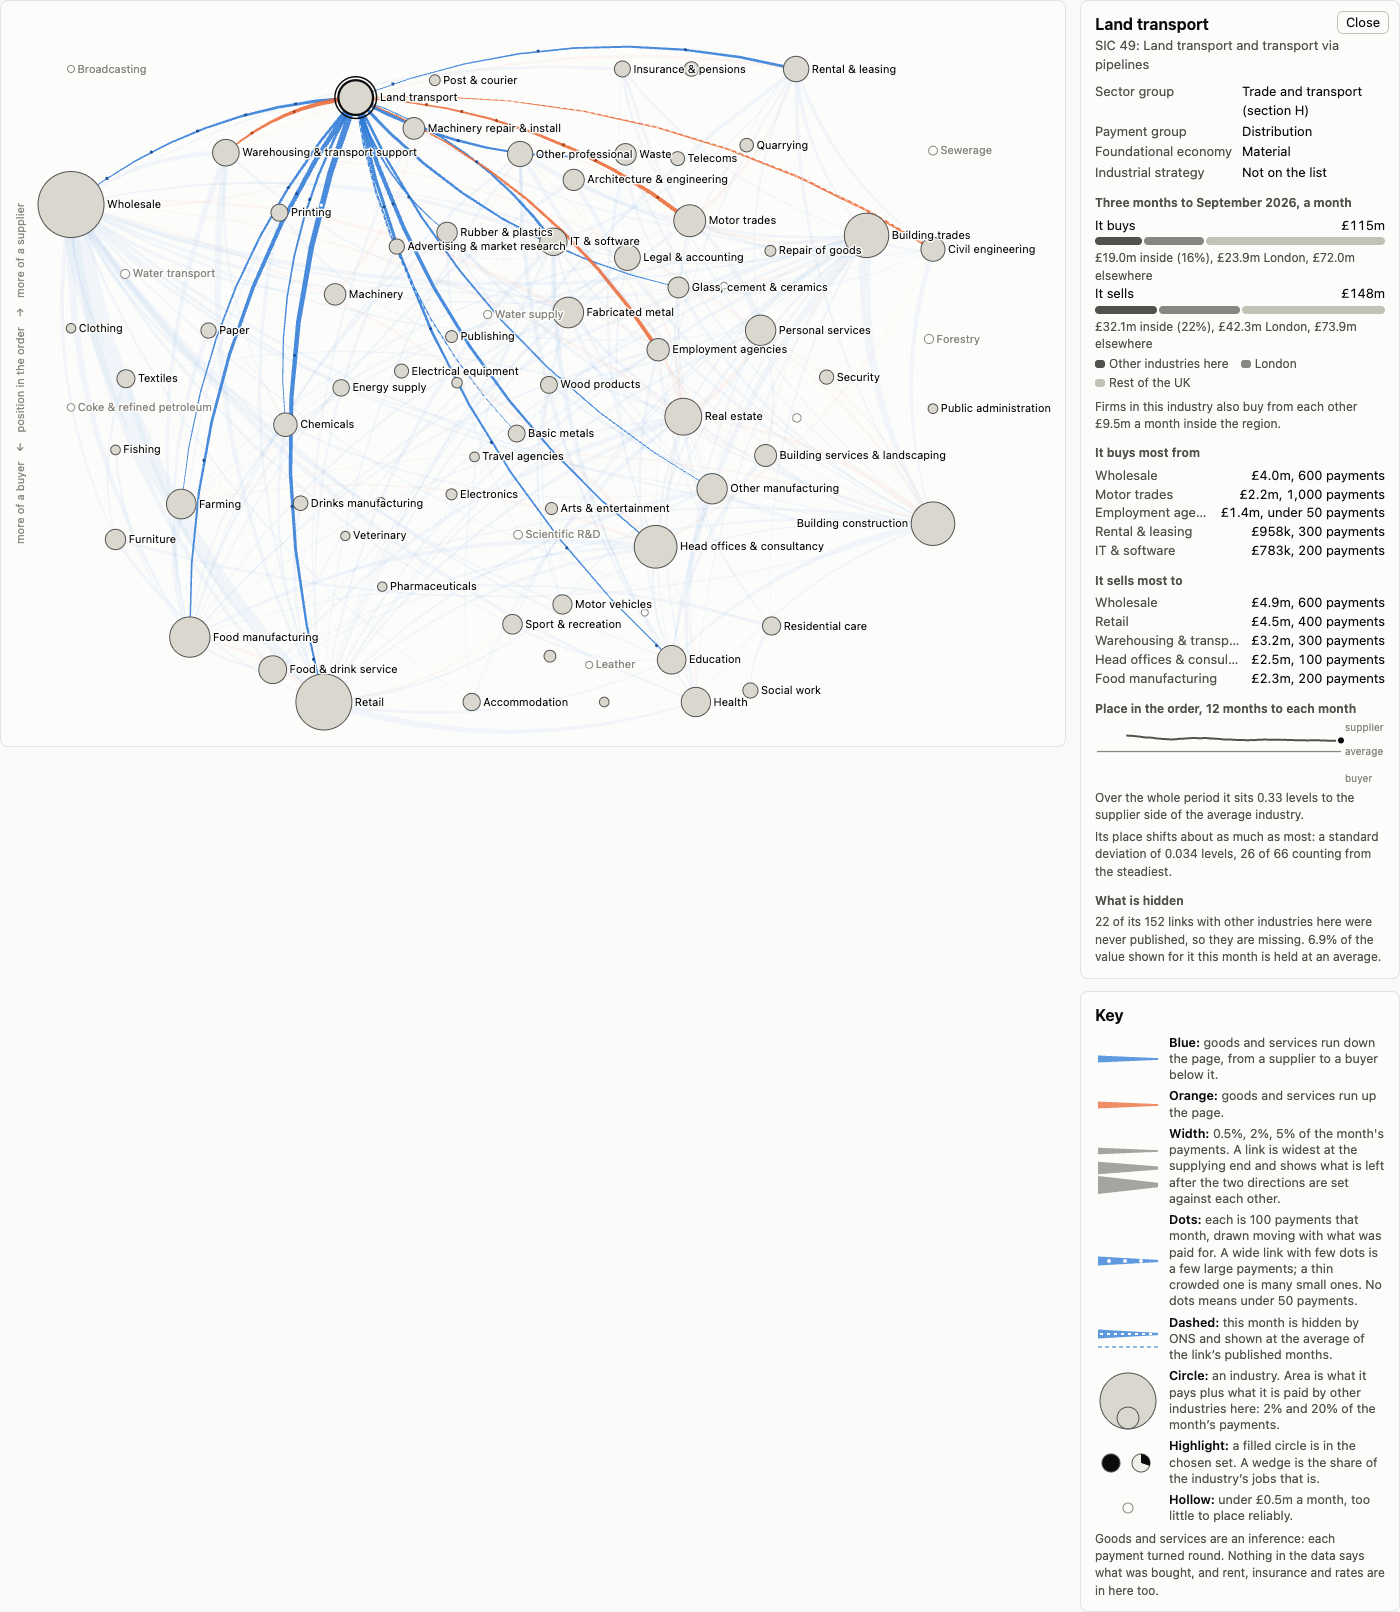 Broadcasting
Post & courier
Insurance & pensions
Rental & leasing
Land transport
Machinery repair & install
Warehousing & transport support
Other professional
Waste
Telecoms
Quarrying
Sewerage
Architecture & engineering
Wholesale
Printing
Motor trades
Rubber & plastics
Advertising & market research
IT & software
Legal & accounting
Repair of goods
Building trades
Civil engineering
Water transport
Machinery
Glass, cement & ceramics
Water supply
Fabricated metal
Clothing
Paper
Publishing
Personal services
Forestry
Employment agencies
Textiles
Electrical equipment
Energy supply
Wood products
Security
Coke & refined petroleum
Chemicals
Real estate
Public administration
Fishing
Basic metals
Travel agencies
Building services & landscaping
Farming
Drinks manufacturing
Electronics
Arts & entertainment
Other manufacturing
Building construction
Furniture
Veterinary
Scientific R&D
Head offices & consultancy
Pharmaceuticals
Motor vehicles
Food manufacturing
Sport & recreation
Residential care
Food & drink service
Leather
Education
Retail
Accommodation
Health
Social work
more of a buyer ← position in the order → more of a supplier
Land transport
Close
SIC 49: Land transport and transport via
pipelines
Sector group Trade and transport
(section H)
Payment group Distribution
Foundational economy Material
Industrial strategy Not on the list
Three months to September 2026, a month
It buys £115m
£19.0m inside (16%), £23.9m London, £72.0m
elsewhere
It sells £148m
£32.1m inside (22%), £42.3m London, £73.9m
elsewhere
Other industries here London
Rest of the UK
Firms in this industry also buy from each other
£9.5m a month inside the region.
It buys most from
Wholesale £4.0m, 600 payments
Motor trades £2.2m, 1,000 payments
Employment age... £1.4m, under 50 payments
Rental & leasing £958k, 300 payments
IT & software £783k, 200 payments
It sells most to
Wholesale £4.9m, 600 payments
Retail £4.5m, 400 payments
Warehousing & transp... £3.2m, 300 payments
Head offices & consul... £2.5m, 100 payments
Food manufacturing £2.3m, 200 payments
Place in the order, 12 months to each month
supplier
average
buyer
Over the whole period it sits 0.33 levels to the
supplier side of the average industry.
Its place shifts about as much as most: a standard
deviation of 0.034 levels, 26 of 66 counting from
the steadiest.
What is hidden
22 of its 152 links with other industries here were
never published, so they are missing. 6.9% of the
value shown for it this month is held at an average.
Key
Blue: goods and services run down
the page, from a supplier to a buyer
below it.
Orange: goods and services run up
the page.
Width: 0.5%, 2%, 5% of the month's
payments. A link is widest at the
supplying end and shows what is left
after the two directions are set
against each other.
Dots: each is 100 payments that
month, drawn moving with what was
paid for. A wide link with few dots is
a few large payments; a thin
crowded one is many small ones. No
dots means under 50 payments.
Dashed: this month is hidden by
ONS and shown at the average of
the link's published months.
Circle: an industry. Area is what it
pays plus what it is paid by other
industries here: 2% and 20% of the
month's payments.
Highlight: a filled circle is in the
chosen set. A wedge is the share of
the industry's jobs that is.
Hollow: under £0.5m a month, too
little to place reliably.
Goods and services are an inference: each
payment turned round. Nothing in the data says
what was bought, and rent, insurance and rates are
in here too.